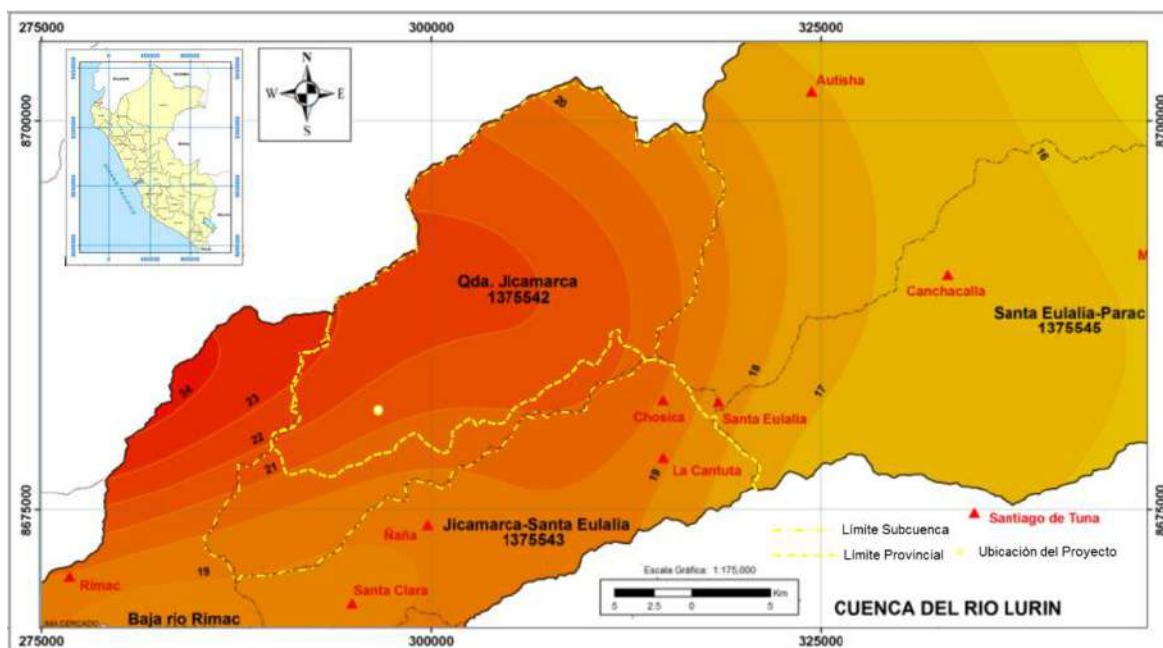 275000
300000
325000
N
W E
S
20
Autisha
8700000
8700000
16
Qda. Jicamarca
1375542
Canchacalla
M
Santa Eulalia-Parac
1375545
24
23
18
17
Chosica
Santa Eulalia
22
21
La Cantuta
19
8675000
8675000
Ñaña
Jicamarca-Santa Eulalia
1375543
Santiago de Tuna
Límite Subcuenca
Límite Provincial
Ubicación del Proyecto
19
Rimac
Santa Clara
Escala Gráfica: 1:175,000
5 2.5 0 5
Km
Baja río Rimac
CUENCA DEL RIO LURIN
275000
300000
325000